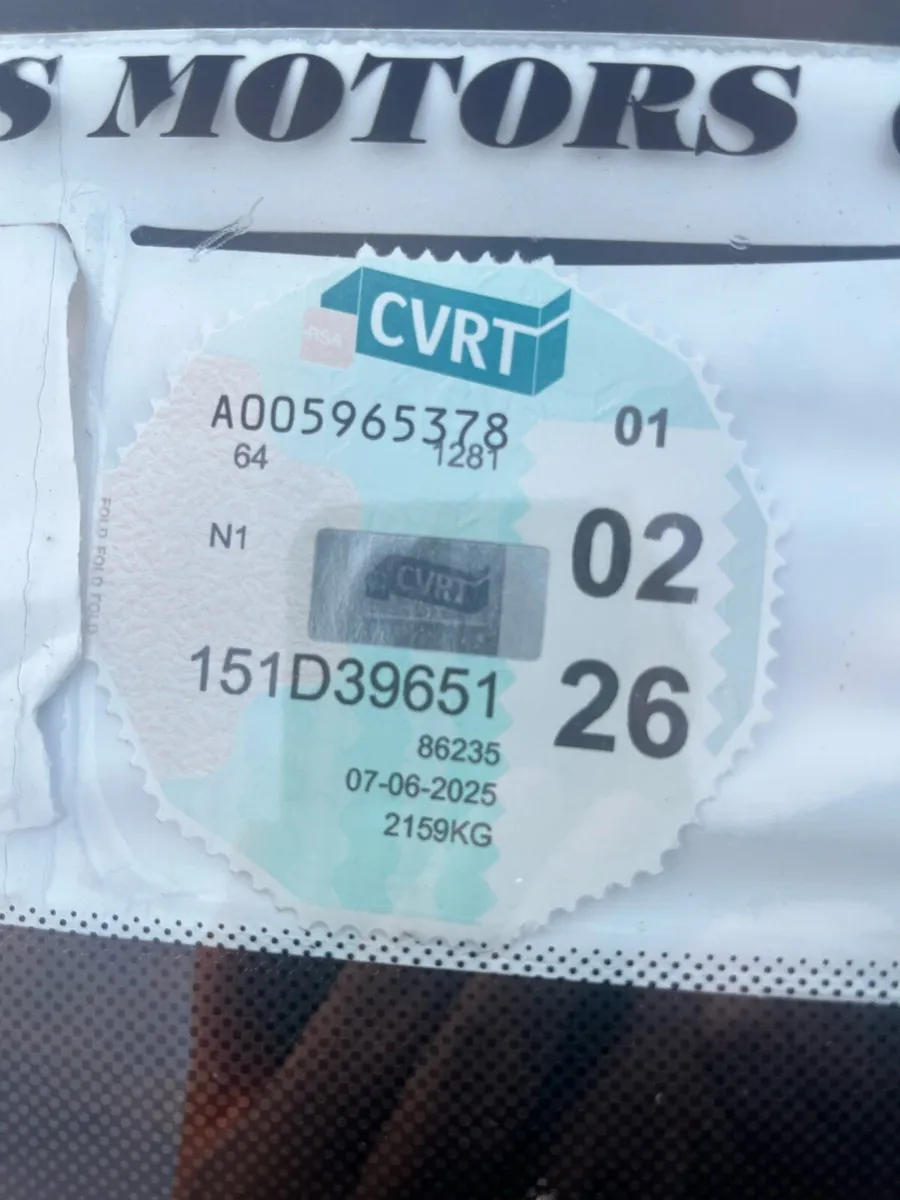 S MOTORS
CVRT
RSA
A005965378
01
64
1281
N1
02
CVRT
FOLD FOLD FOLD
151D39651
26
86235
07-06-2025
2159KG